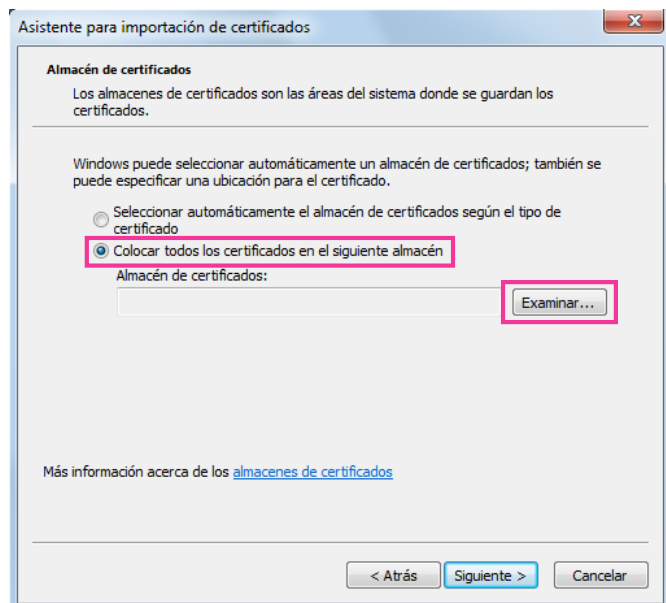 Asistente para importación de certificados
Almacén de certificados
Los almacenes de certificados son las áreas del sistema donde se guardan los
certificados.
Windows puede seleccionar automáticamente un almacén de certificados; también se
puede especificar una ubicación para el certificado.
Seleccionar automáticamente el almacén de certificados según el tipo de
certificado
Colocar todos los certificados en el siguiente almacén
Almacén de certificados:
Examinar...
Más información acerca de los almacenes de certificados
< Atrás Siguiente > Cancelar